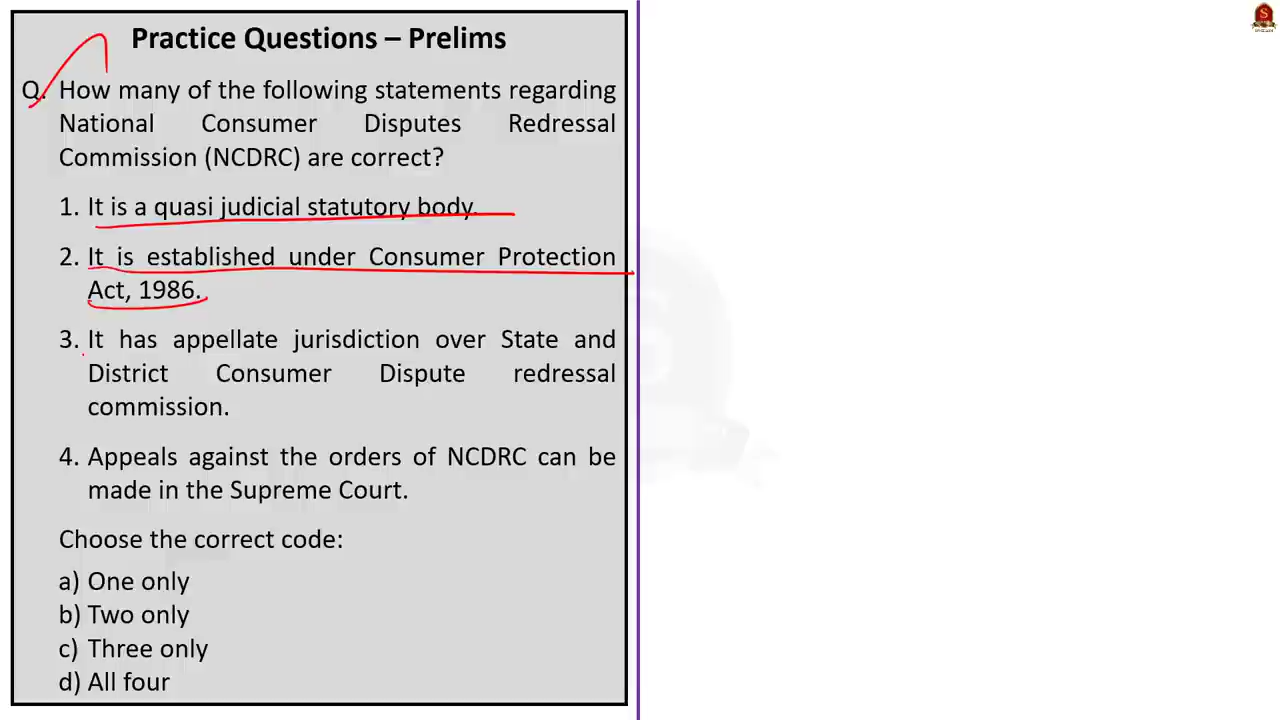 Practice Questions – Prelims
Q. How many of the following statements regarding
National Consumer Disputes Redressal
Commission (NCDRC) are correct?
1. It is a quasi judicial statutory body.
2. It is established under Consumer Protection
Act, 1986.
3. It has appellate jurisdiction over State and
District Consumer Dispute redressal
commission.
4. Appeals against the orders of NCDRC can be
made in the Supreme Court.
Choose the correct code:
a) One only
b) Two only
c) Three only
d) All four